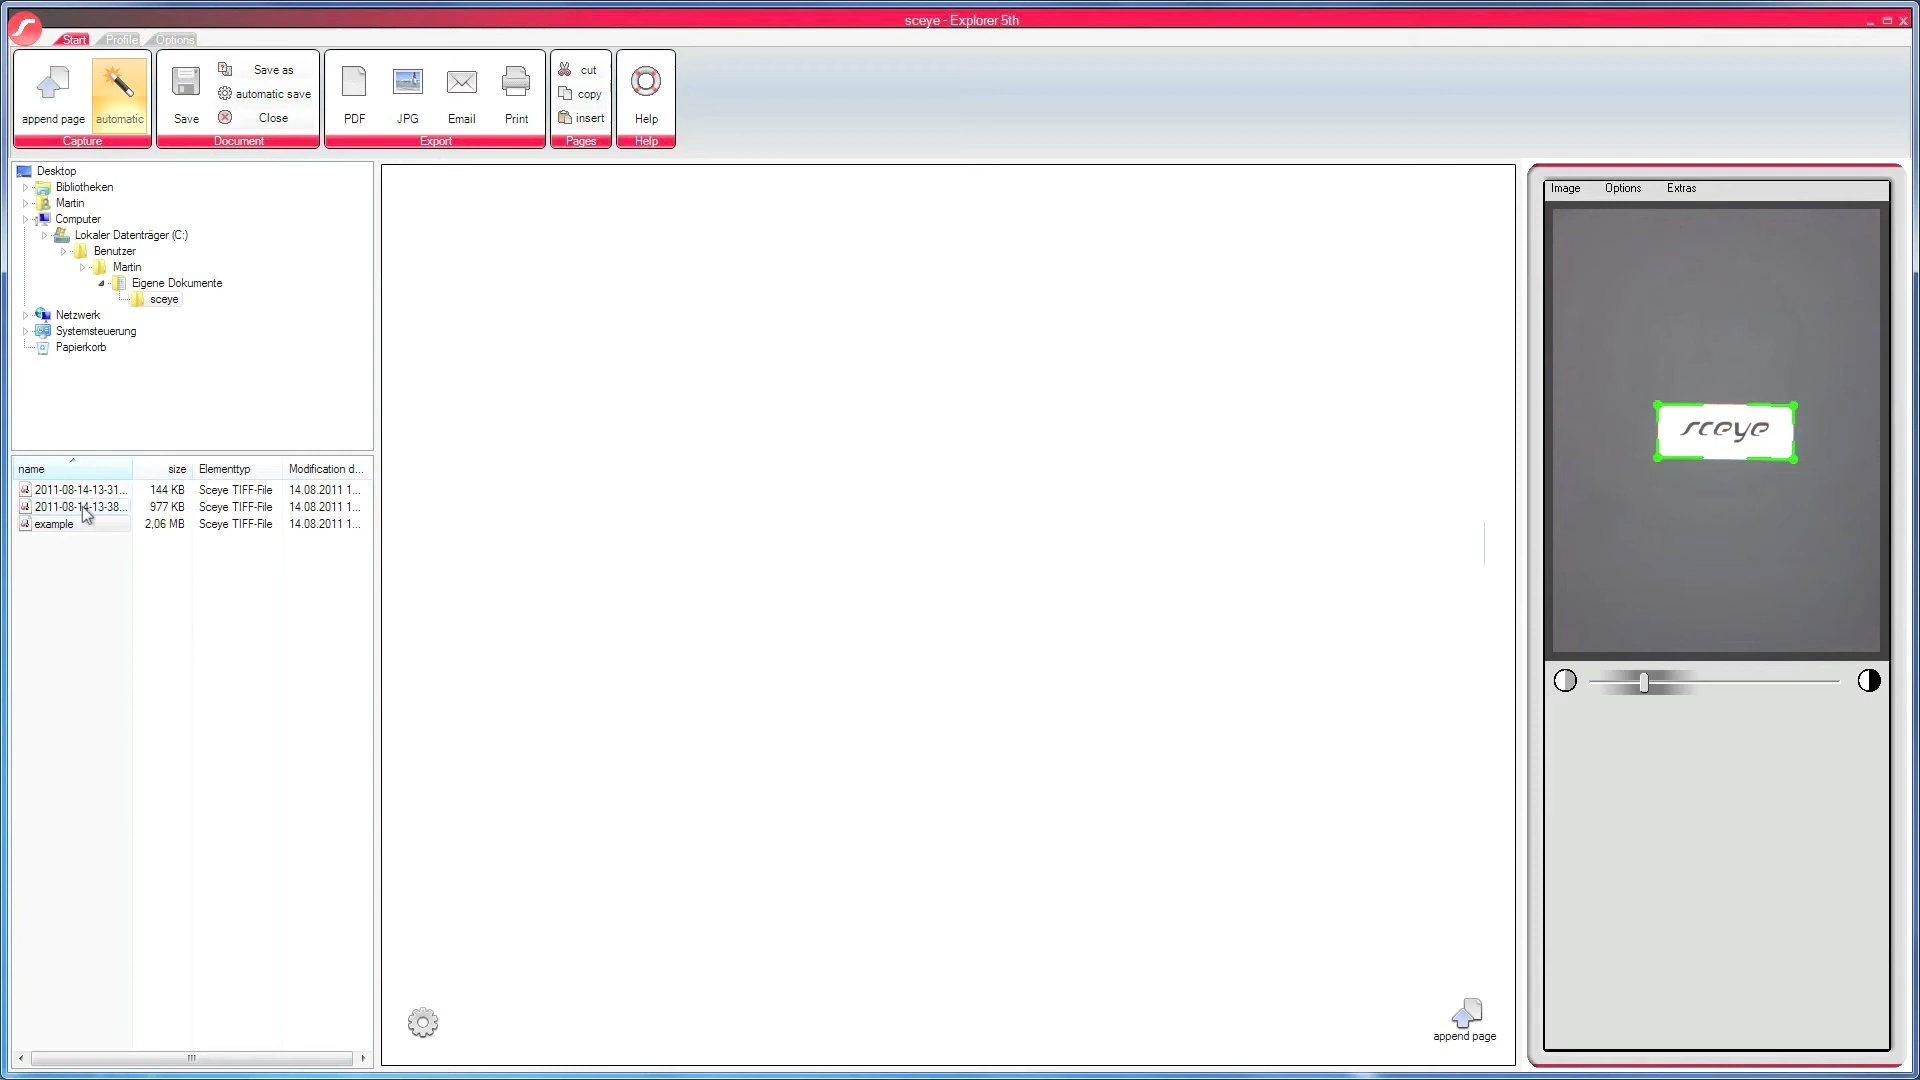 sceye - Explorer 5th
Start Profile Options
append page
automatic
Capture
Save
Save as
automatic save
Close
Document
PDF
JPG
Email
Print
Export
cut
copy
insert
Pages
Help
Help
Desktop
Bibliotheken
Martin
Computer
Lokaler Datenträger (C:)
Benutzer
Martin
Eigene Dokumente
sceye
Netzwerk
Systemsteuerung
Papierkorb
name size Elementtyp Modification d...
2011-08-14-13-31... 144 KB Sceye TIFF-File 14.08.2011 1...
2011-08-14-13-38... 977 KB Sceye TIFF-File 14.08.2011 1...
example 2,06 MB Sceye TIFF-File 14.08.2011 1...
append page
Image Options Extras
sceye